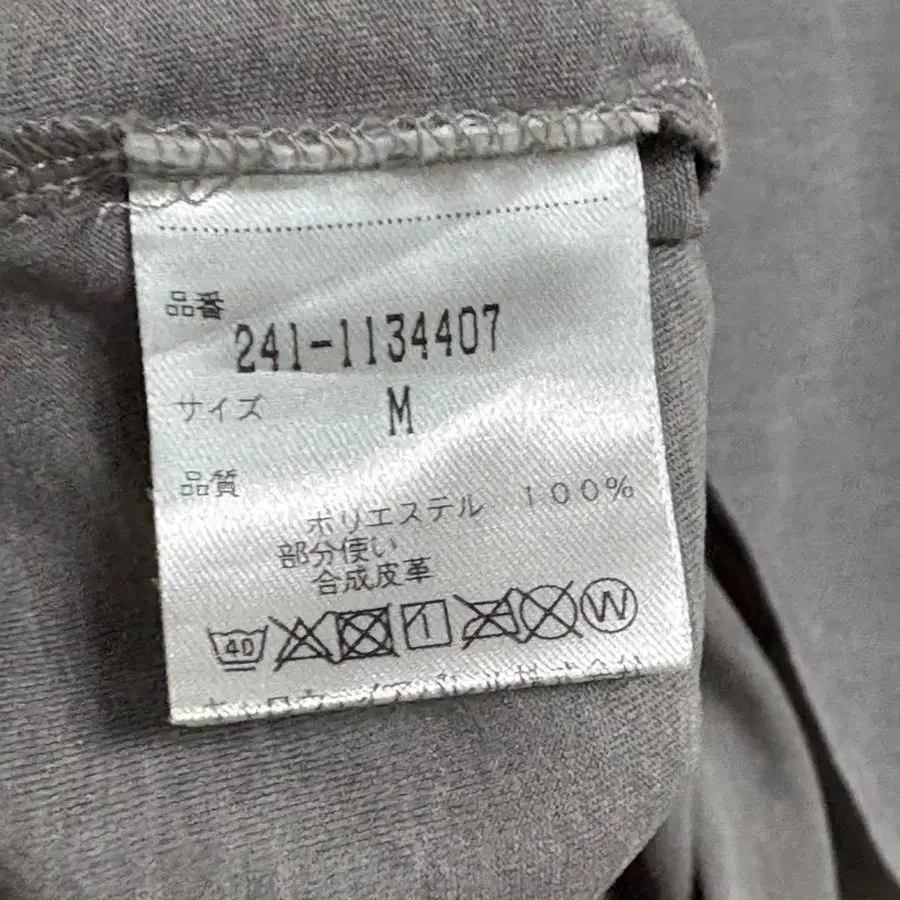 品番
241-1134407
サイズ M
品質
ポリエステル 100%
部分使い
合成皮革
40 W